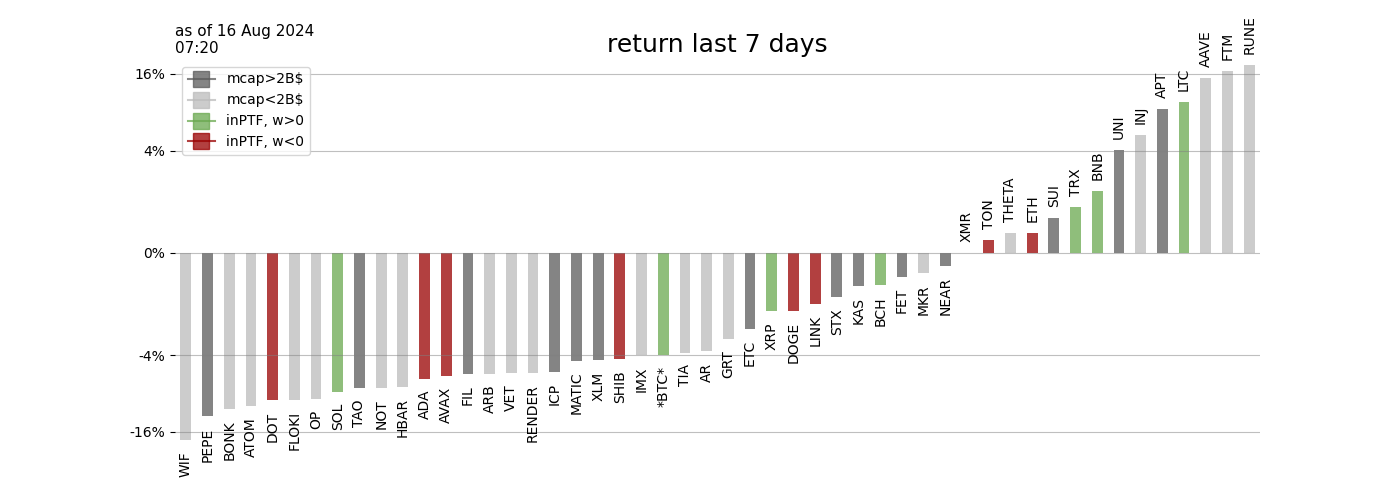 as of 16 Aug 2024
07:20
return last 7 days
mcap>2B$
mcap<2B$
inPTF, w>0
inPTF, w<0
16%
4%
0%
-4%
-16%
WIF
PEPE
BONK
ATOM
DOT
FLOKI
OP
SOL
TAO
NOT
HBAR
ADA
AVAX
FIL
ARB
VET
RENDER
ICP
MATIC
XLM
SHIB
IMX
*BTC*
TIA
AR
GRT
ETC
XRP
DOGE
LINK
STX
KAS
BCH
FET
MKR
NEAR
XMR
TON
THETA
ETH
SUI
TRX
BNB
UNI
INJ
APT
LTC
AAVE
FTM
RUNE